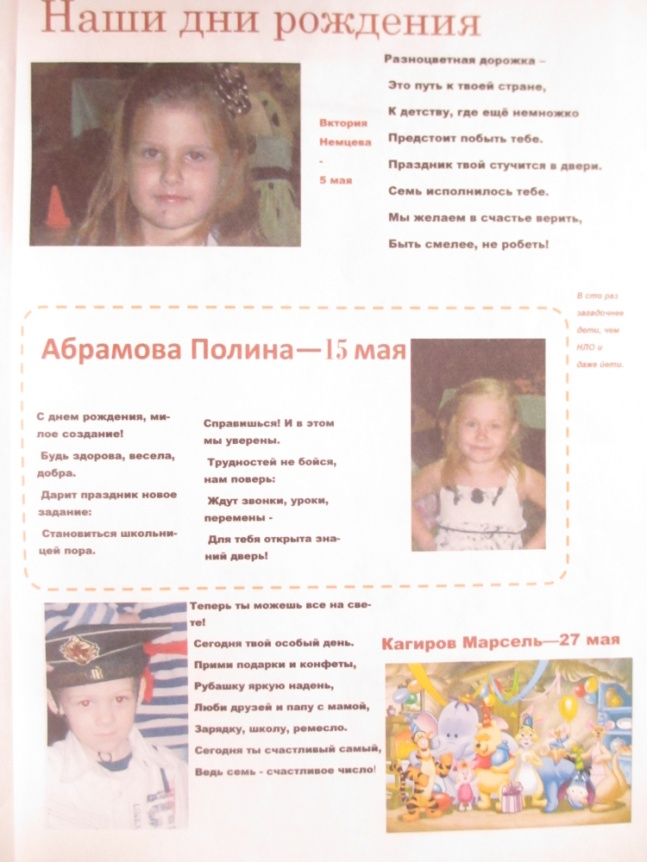 Наши дни рождения
Вктория
Немцева
-
5 мая
Разноцветная дорожка –
Это путь к твоей стране,
К детству, где ещё немножко
Предстоит побыть тебе.
Праздник твой стучится в двери.
Семь исполнилось тебе.
Мы желаем в счастье верить,
Быть смелее, не робеть!
В сто раз
загадочнее
дети, чем
НЛО и
даже йети.
Абрамова Полина—15 мая
С днем рождения, ми-
лое создание!
Будь здорова, весела,
добра.
Дарит праздник новое
задание:
Становиться школьни-
цей пора.
Справишься! И в этом
мы уверены.
Трудностей не бойся,
нам поверь:
Ждут звонки, уроки,
перемены -
Для тебя открыта зна-
ний дверь!
Теперь ты можешь все на све-
те!
Сегодня твой особый день.
Прими подарки и конфеты,
Рубашку яркую надень,
Люби друзей и папу с мамой,
Зарядку, школу, ремесло.
Сегодня ты счастливый самый,
Ведь семь - счастливое число!
Кагиров Марсель—27 мая